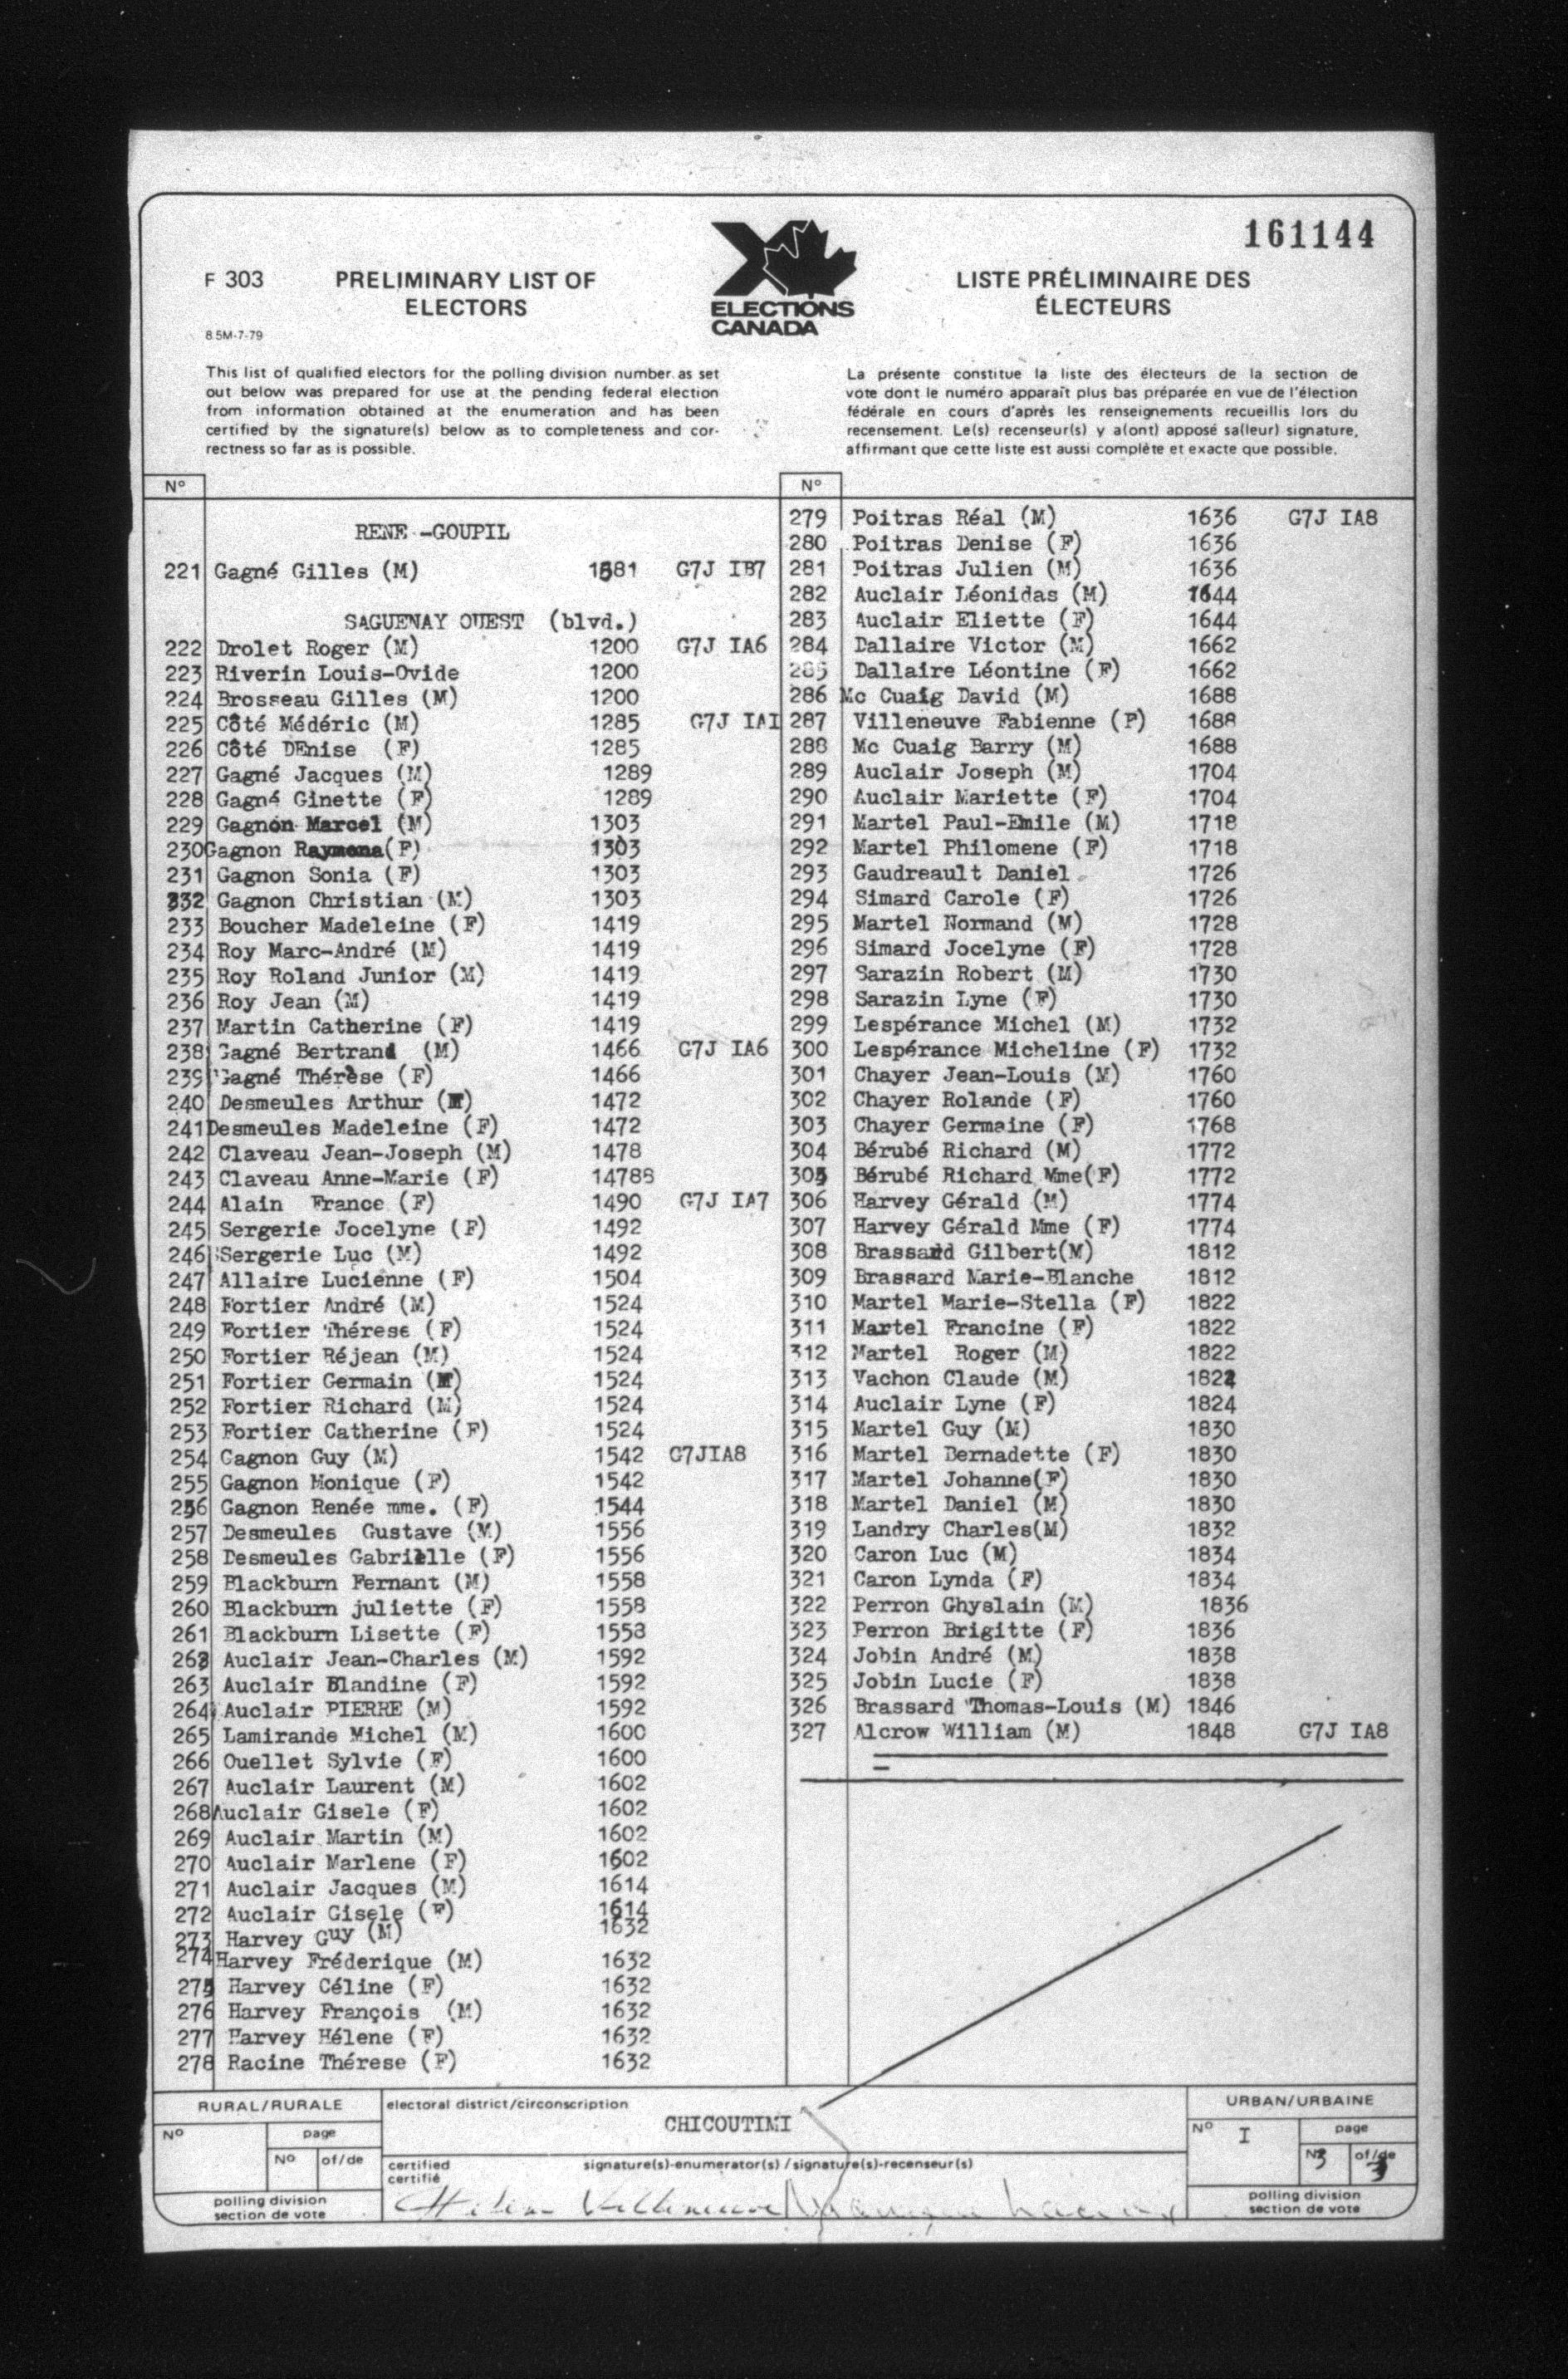 161144
F 303
PRELIMINARY LIST OF
ELECTORS
8.5M-7-79
ELECTIONS
CANADA
LISTE PRÉLIMINAIRE DES
ÉLECTEURS
This list of qualified electors for the polling division number as set
out below was prepared for use at the pending federal election
from information obtained at the enumeration and has been
certified by the signature(s) below as to completeness and cor-
rectness so far as is possible.
La présente constitue la liste des électeurs de la section de
vote dont le numéro apparaît plus bas préparée en vue de l'élection
fédérale en cours d'après les renseignements recueillis lors du
recensement. Le(s) recenseur(s) y a(ont) apposé sa(leur) signature,
affirmant que cette liste est aussi complète et exacte que possible.
Nº
RENE -GOUPIL
221 Gagné Gilles (M) 1581 G7J IB7
SAGUENAY OUEST (blvd.)
222 Drolet Roger (M) 1200 G7J IA6
223 Riverin Louis-Ovide 1200
224 Brosseau Gilles (M) 1200
225 Côté Médéric (M) 1285 G7J IAI
226 Côté DEnise (F) 1285
227 Gagné Jacques (M) 1289
228 Gagné Ginette (F) 1289
229 Gagnon Marcel (M) 1303
230 Gagnon (F) 1303
231 Gagnon Sonia (F) 1303
232 Gagnon Christian (M) 1303
233 Boucher Madeleine (F) 1419
234 Roy Marc-André (M) 1419
235 Roy Roland Junior (M) 1419
236 Roy Jean (M) 1419
237 Martin Catherine (F) 1419
238 Gagné Bertrand (M) 1466 G7J IA6
239 Gagné Thérèse (F) 1466
240 Desmeules Arthur (M) 1472
241 Desmeules Madeleine (F) 1472
242 Claveau Jean-Joseph (M) 1478
243 Claveau Anne-Marie (F) 14788
244 Alain France (F) 1490 G7J IA7
245 Sergerie Jocelyne (F) 1492
246 Sergerie Luc (M) 1492
247 Allaire Lucienne (F) 1504
248 Fortier André (M) 1524
249 Fortier Thérese (F) 1524
250 Fortier Réjean (M) 1524
251 Fortier Germain (M) 1524
252 Fortier Richard (M) 1524
253 Fortier Catherine (F) 1524
254 Gagnon Guy (M) 1542 G7JIA8
255 Gagnon Monique (F) 1542
256 Gagnon Renée mme. (F) 1544
257 Desmeules Gustave (M) 1556
258 Desmeules Gabrielle (F) 1556
259 Blackburn Fernant (M) 1558
260 Blackburn juliette (F) 1558
261 Blackburn Lisette (F) 1558
262 Auclair Jean-Charles (M) 1592
263 Auclair Blandine (F) 1592
264 Auclair PIERRE (M) 1592
265 Lamirande Michel (M) 1600
266 Ouellet Sylvie (F) 1600
267 Auclair Laurent (M) 1602
268 Auclair Gisele (F) 1602
269 Auclair Martin (M) 1602
270 Auclair Marlene (F) 1602
271 Auclair Jacques (M) 1614
272 Auclair Gisele (F) 1614
273 Harvey Guy (M) 1632
274 Harvey Fréderique (M) 1632
275 Harvey Céline (F) 1632
276 Harvey François (M) 1632
277 Harvey Hélene (F) 1632
278 Racine Thérese (F) 1632
Nº
279 Poitras Réal (M) 1636 G7J IA8
280 Poitras Denise (F) 1636
281 Poitras Julien (M) 1636
282 Auclair Léonidas (M) 1644
283 Auclair Eliette (F) 1644
284 Dallaire Victor (M) 1662
285 Dallaire Léontine (F) 1662
286 Mc Cuaig David (M) 1688
287 Villeneuve Fabienne (F) 1688
288 Mc Cuaig Barry (M) 1688
289 Auclair Joseph (M) 1704
290 Auclair Mariette (F) 1704
291 Martel Paul-Emile (M) 1718
292 Martel Philomene (F) 1718
293 Gaudreault Daniel 1726
294 Simard Carole (F) 1726
295 Martel Normand (M) 1728
296 Simard Jocelyne (F) 1728
297 Sarazin Robert (M) 1730
298 Sarazin Lyne (F) 1730
299 Lespérance Michel (M) 1732
300 Lespérance Micheline (F) 1732
301 Chayer Jean-Louis (M) 1760
302 Chayer Rolande (F) 1760
303 Chayer Germaine (F) 1768
304 Bérubé Richard (M) 1772
305 Bérubé Richard Mme(F) 1772
306 Harvey Gérald (M) 1774
307 Harvey Gérald Mme (F) 1774
308 Brassard Gilbert(M) 1812
309 Brassard Marie-Blanche 1812
310 Martel Marie-Stella (F) 1822
311 Martel Francine (F) 1822
312 Martel Roger (M) 1822
313 Vachon Claude (M) 1824
314 Auclair Lyne (F) 1824
315 Martel Guy (M) 1830
316 Martel Bernadette (F) 1830
317 Martel Johanne(F) 1830
318 Martel Daniel (M) 1830
319 Landry Charles(M) 1832
320 Caron Luc (M) 1834
321 Caron Lynda (F) 1834
322 Perron Ghyslain (M) 1836
323 Perron Brigitte (F) 1836
324 Jobin André (M) 1838
325 Jobin Lucie (F) 1838
326 Brassard Thomas-Louis (M) 1846
327 Alcrow William (M) 1848 G7J IA8
RURAL/RURALE
Nº
page
Nº of/de
polling division
section de vote
electoral district/circonscription
CHICOUTIMI
certified
certifié
signature(s)-enumerator(s) / signature(s)-recenseur(s)
URBAN/URBAINE
Nº I
page
Nº 3 of/de 3
polling division
section de vote